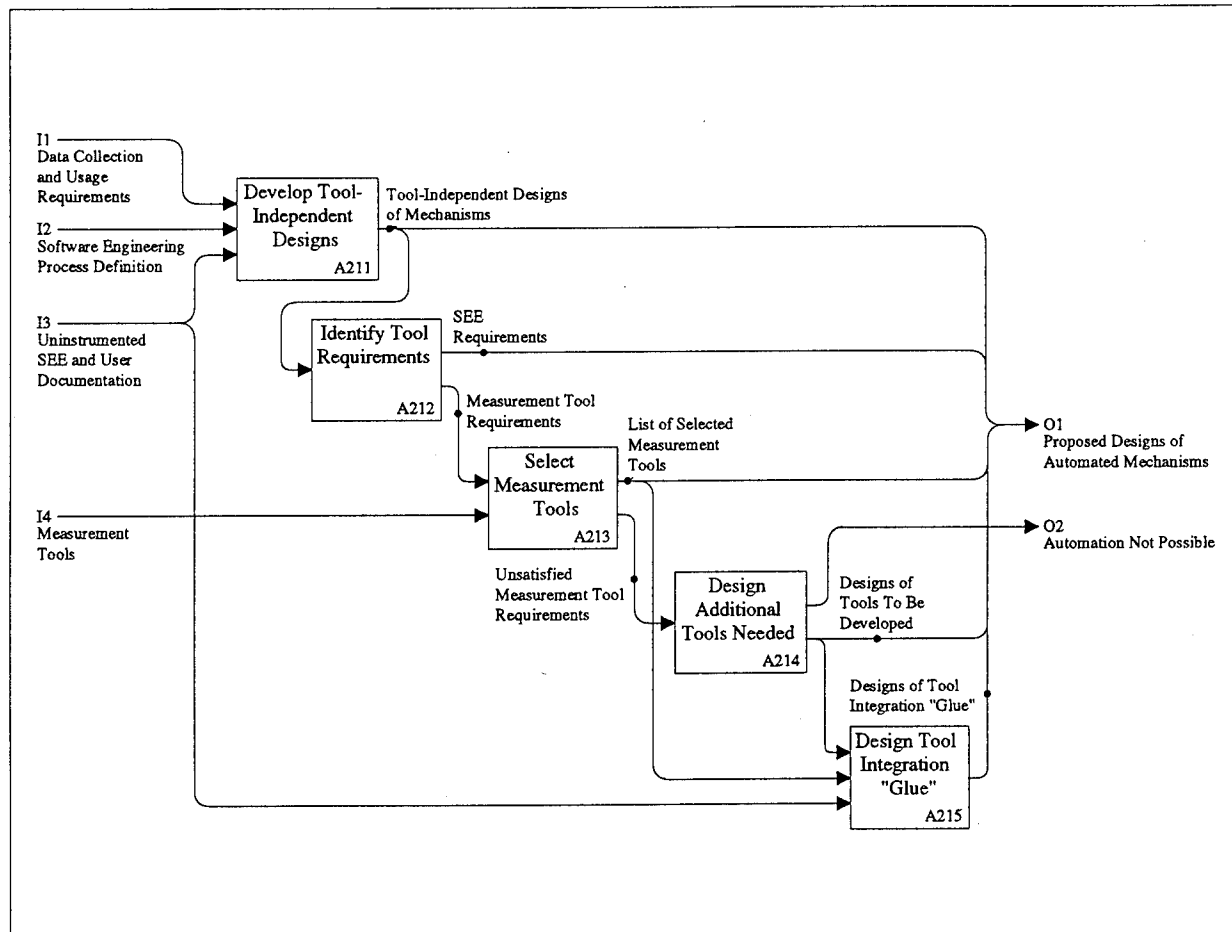 I1
Data Collection
and Usage
Requirements
I2
Software Engineering
Process Definition
I3
Uninstrumented
SEE and User
Documentation
I4
Measurement
Tools
Develop Tool-
Independent
Designs
A211
Tool-Independent Designs
of Mechanisms
Identify Tool
Requirements
A212
SEE
Requirements
Measurement Tool
Requirements
Select
Measurement
Tools
A213
List of Selected
Measurement
Tools
Unsatisfied
Measurement Tool
Requirements
Design
Additional
Tools Needed
A214
Designs of
Tools To Be
Developed
Designs of Tool
Integration "Glue"
Design Tool
Integration
"Glue"
A215
O1
Proposed Designs of
Automated Mechanisms
O2
Automation Not Possible